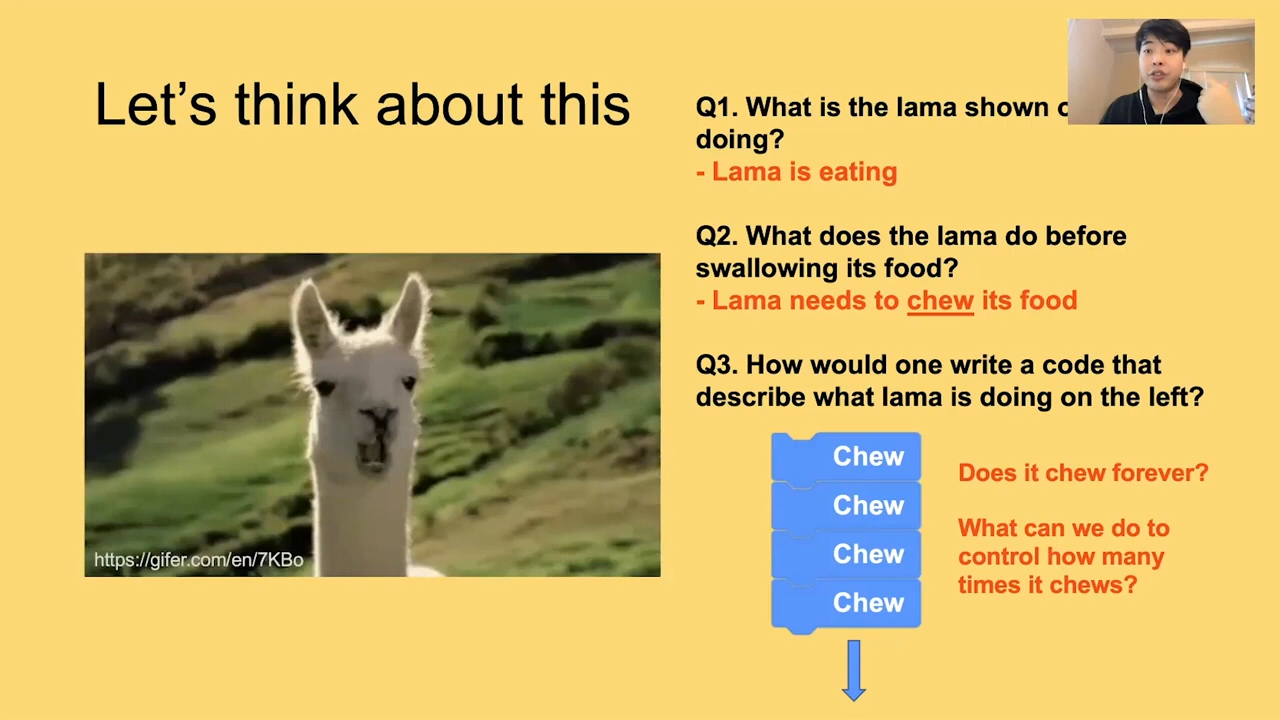 Let's think about this
Q1. What is the lama shown
doing?
- Lama is eating
Q2. What does the lama do before
swallowing its food?
- Lama needs to chew its food
Q3. How would one write a code that
describe what lama is doing on the left?
Chew
Chew
Chew
Chew
Does it chew forever?
What can we do to
control how many
times it chews?
https://gifer.com/en/7KBo